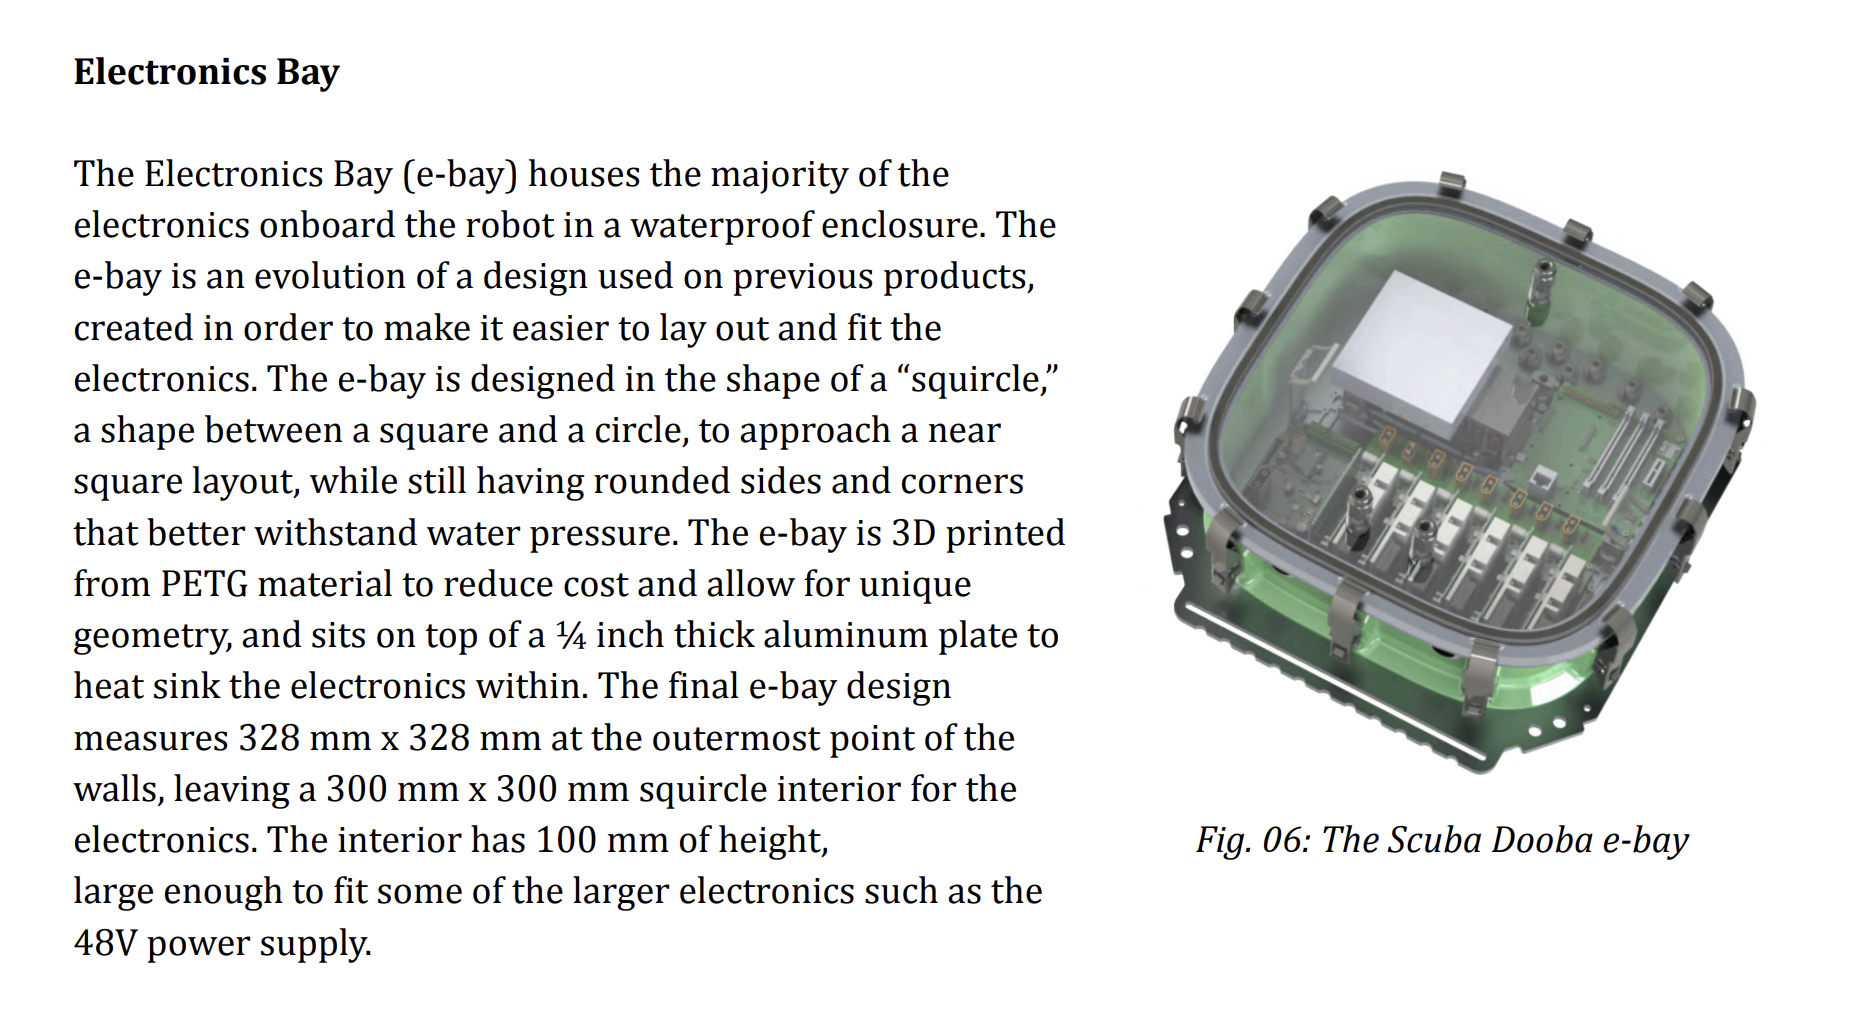 Electronics Bay
The Electronics Bay (e-bay) houses the majority of the
electronics onboard the robot in a waterproof enclosure. The
e-bay is an evolution of a design used on previous products,
created in order to make it easier to lay out and fit the
electronics. The e-bay is designed in the shape of a “squircle,”
a shape between a square and a circle, to approach a near
square layout, while still having rounded sides and corners
that better withstand water pressure. The e-bay is 3D printed
from PETG material to reduce cost and allow for unique
geometry, and sits on top of a ¼ inch thick aluminum plate to
heat sink the electronics within. The final e-bay design
measures 328 mm x 328 mm at the outermost point of the
walls, leaving a 300 mm x 300 mm squircle interior for the
electronics. The interior has 100 mm of height,
large enough to fit some of the larger electronics such as the
48V power supply.
Fig. 06: The Scuba Dooba e-bay